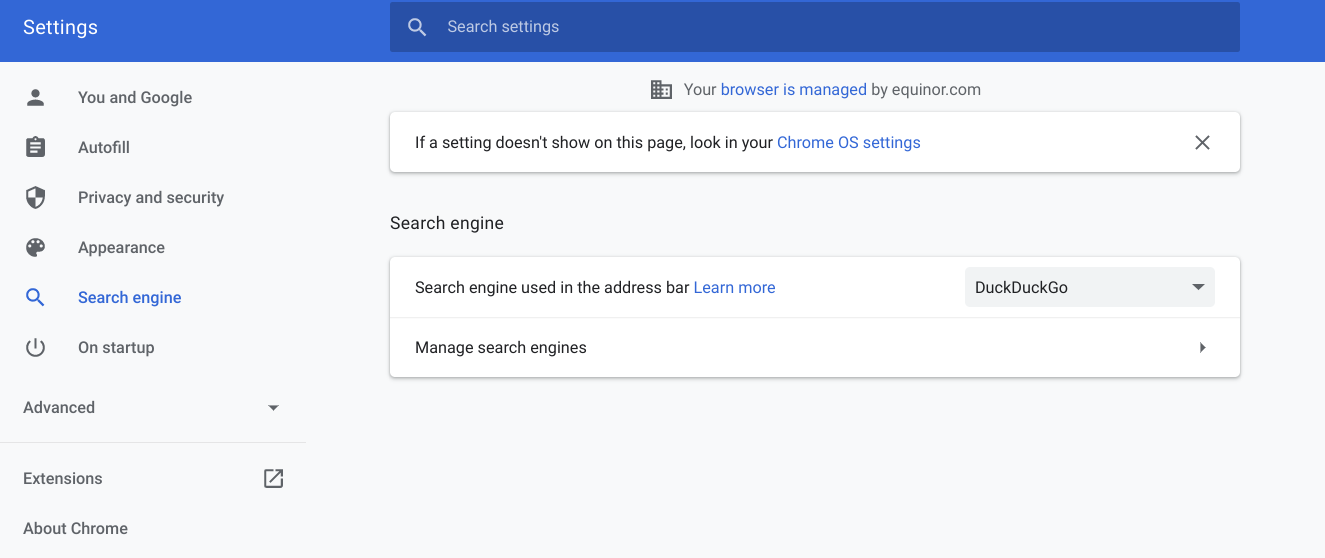 Settings
Search settings
You and Google
Autofill
Privacy and security
Appearance
Search engine
On startup
Advanced
Extensions
About Chrome
Your browser is managed by equinor.com
If a setting doesn't show on this page, look in your Chrome OS settings
Search engine
Search engine used in the address bar Learn more
DuckDuckGo
Manage search engines